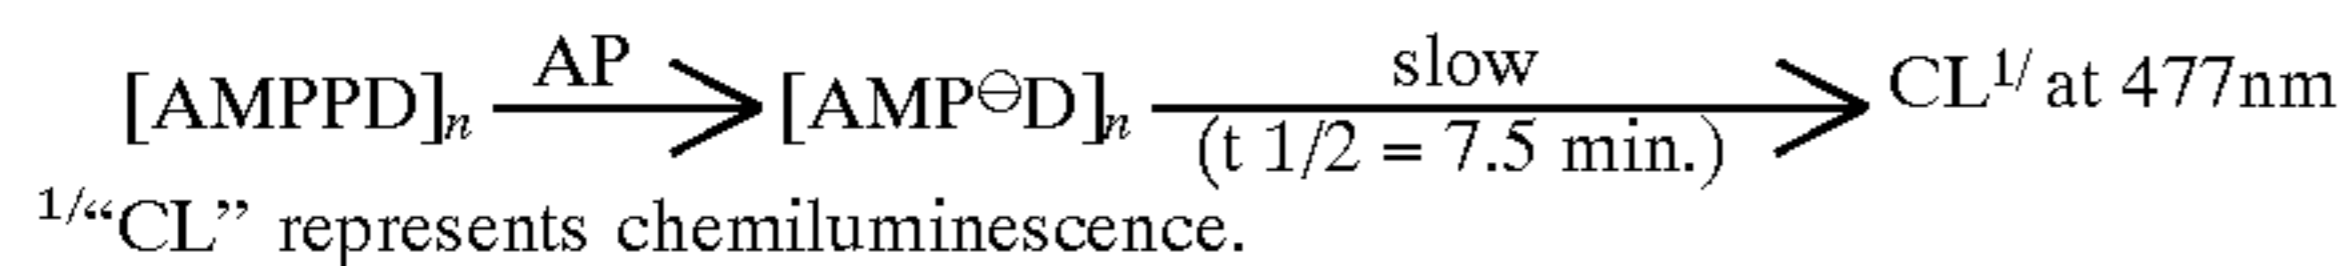 [AMPPD]n AP [AMP⊖D]n slow (t 1/2 = 7.5 min.) CL1/ at 477nm
1/“CL” represents chemiluminescence.